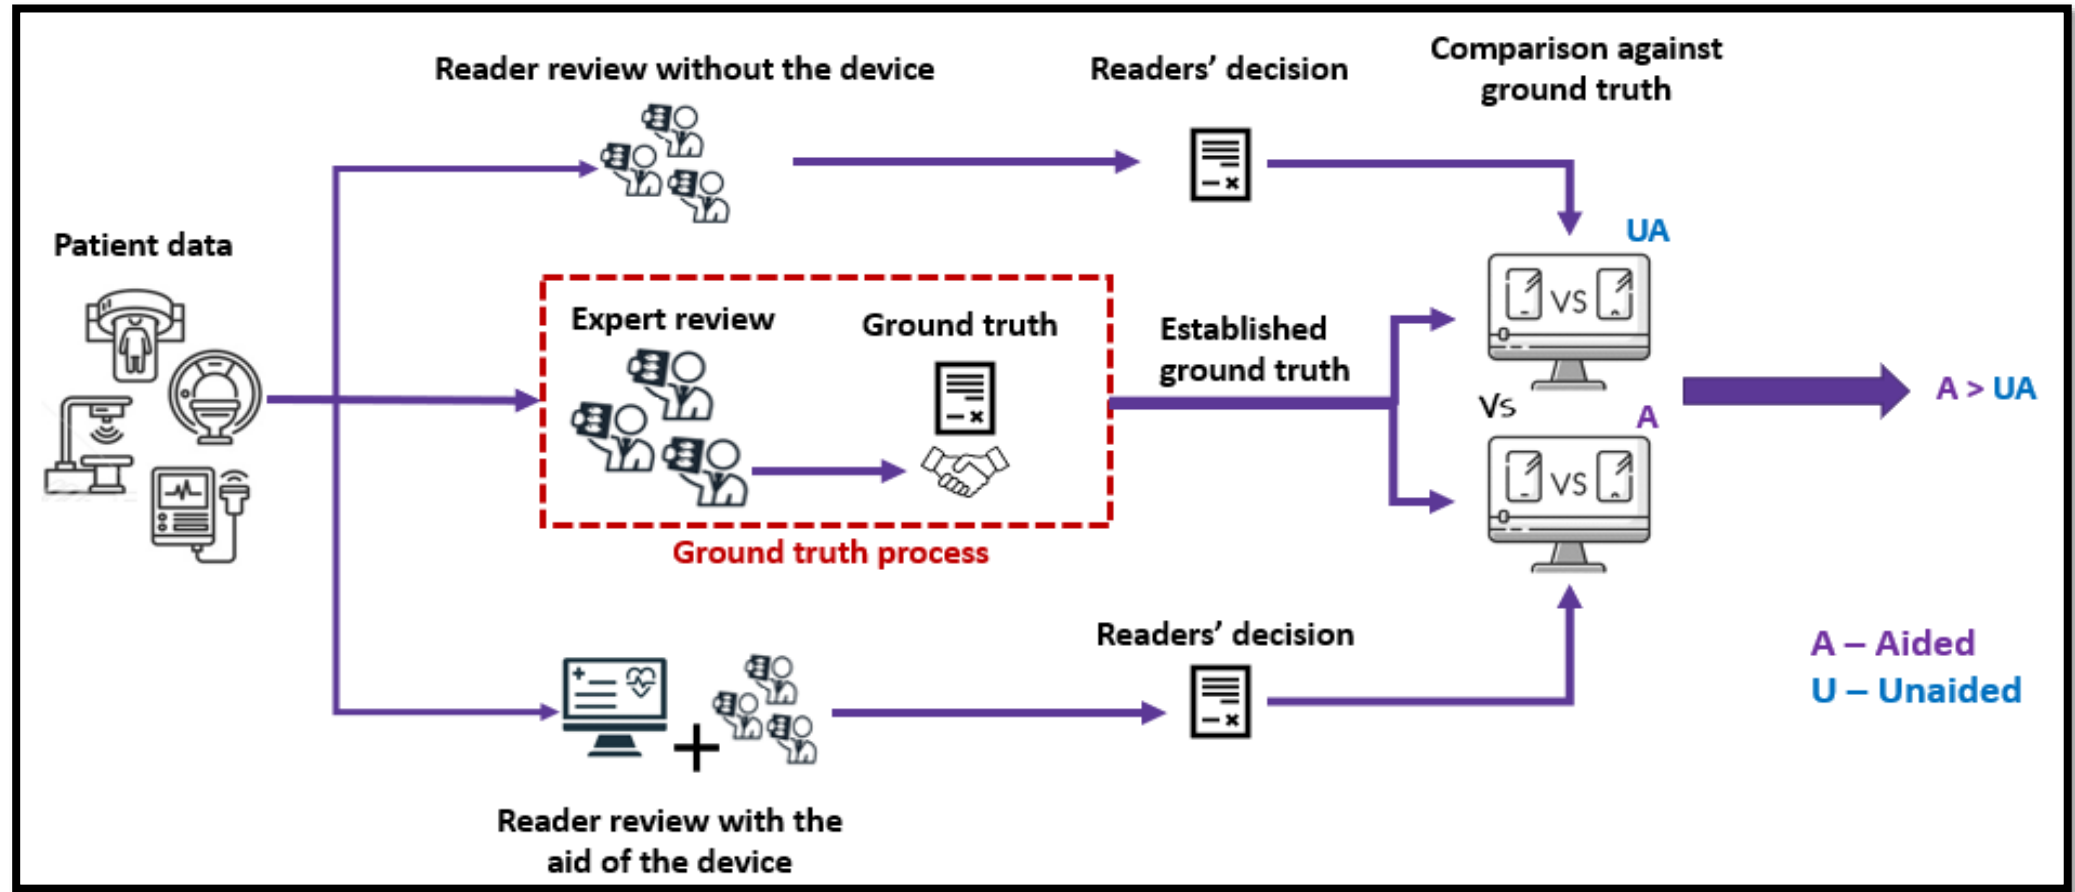 Reader review without the device
Readers’ decision
Comparison against
ground truth
Patient data
UA
VS
Expert review
Ground truth
Established
ground truth
Vs
A
VS
A > UA
Ground truth process
Readers’ decision
A – Aided
U – Unaided
Reader review with the
aid of the device